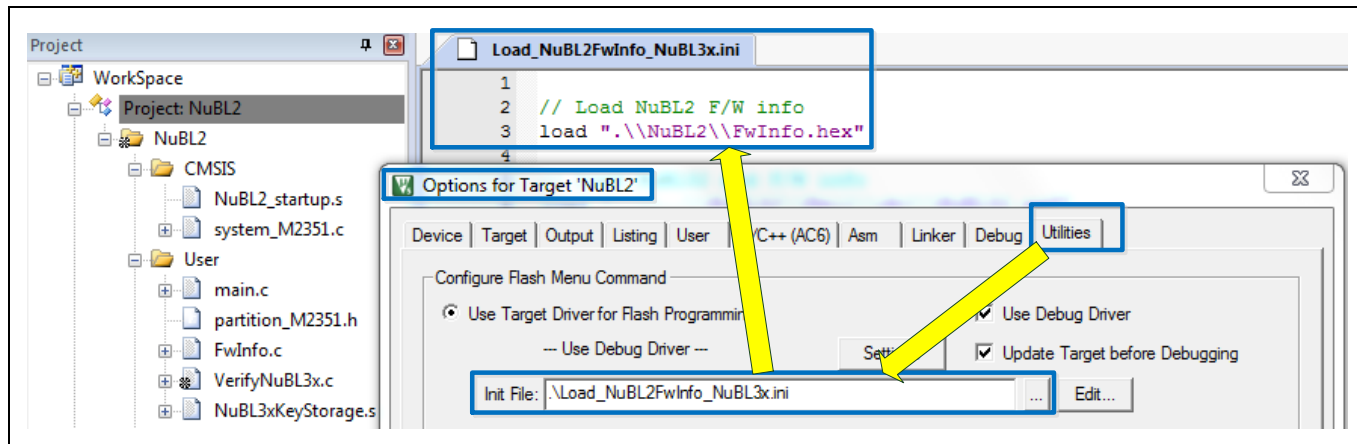 Project
WorkSpace
Project: NuBL2
NuBL2
CMSIS
NuBL2_startup.s
system_M2351.c
User
main.c
partition_M2351.h
FwInfo.c
VerifyNuBL3x.c
NuBL3xKeyStorage.s
Load_NuBL2FwInfo_NuBL3x.ini
1
2 // Load NuBL2 F/W info
3 load ".\\NuBL2\\FwInfo.hex"
4
Options for Target 'NuBL2'
Device Target Output Listing User /C++ (AC6) Asm Linker Debug Utilities
Configure Flash Menu Command
Use Target Driver for Flash Programmin
Use Debug Driver
--- Use Debug Driver ---
Update Target before Debugging
Init File: .\Load_NuBL2FwInfo_NuBL3x.ini ... Edit...